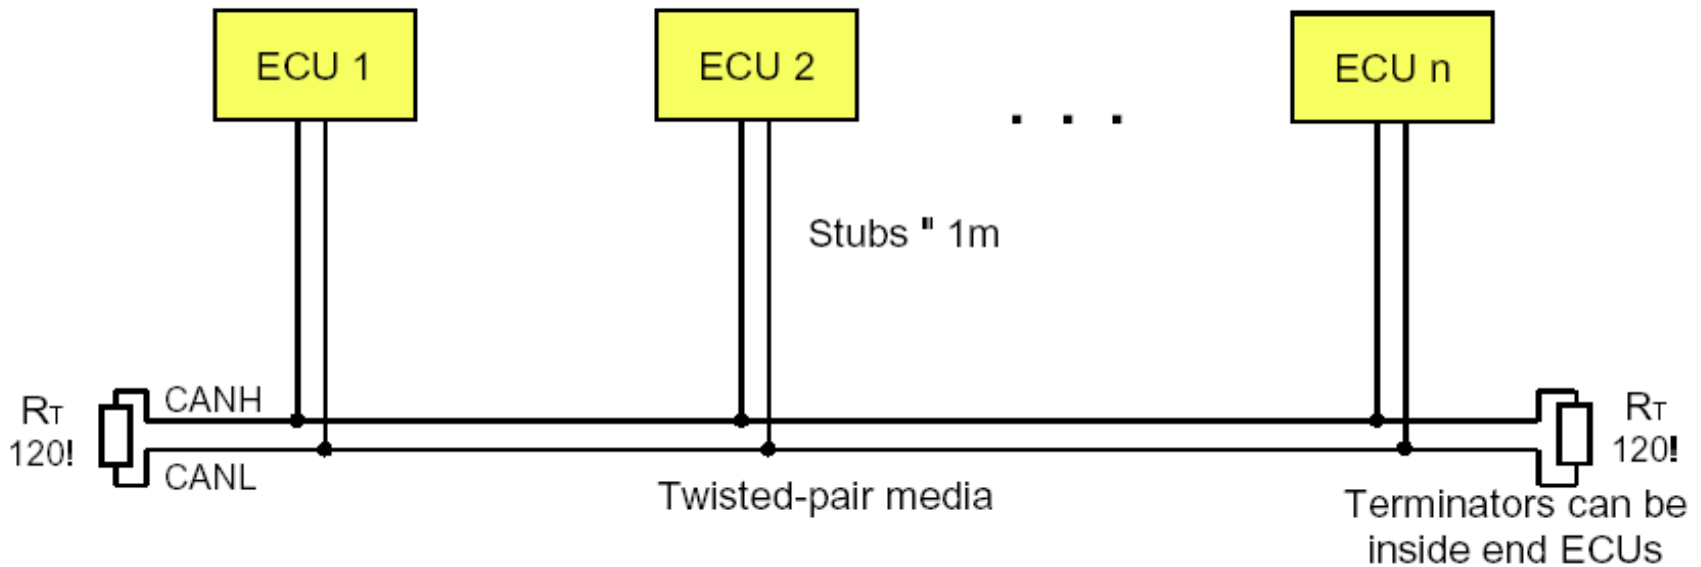 ECU 1
ECU 2
. . .
ECU n
Stubs " 1m
RT
120!
CANH
CANL
RT
120!
Twisted-pair media
Terminators can be
inside end ECUs